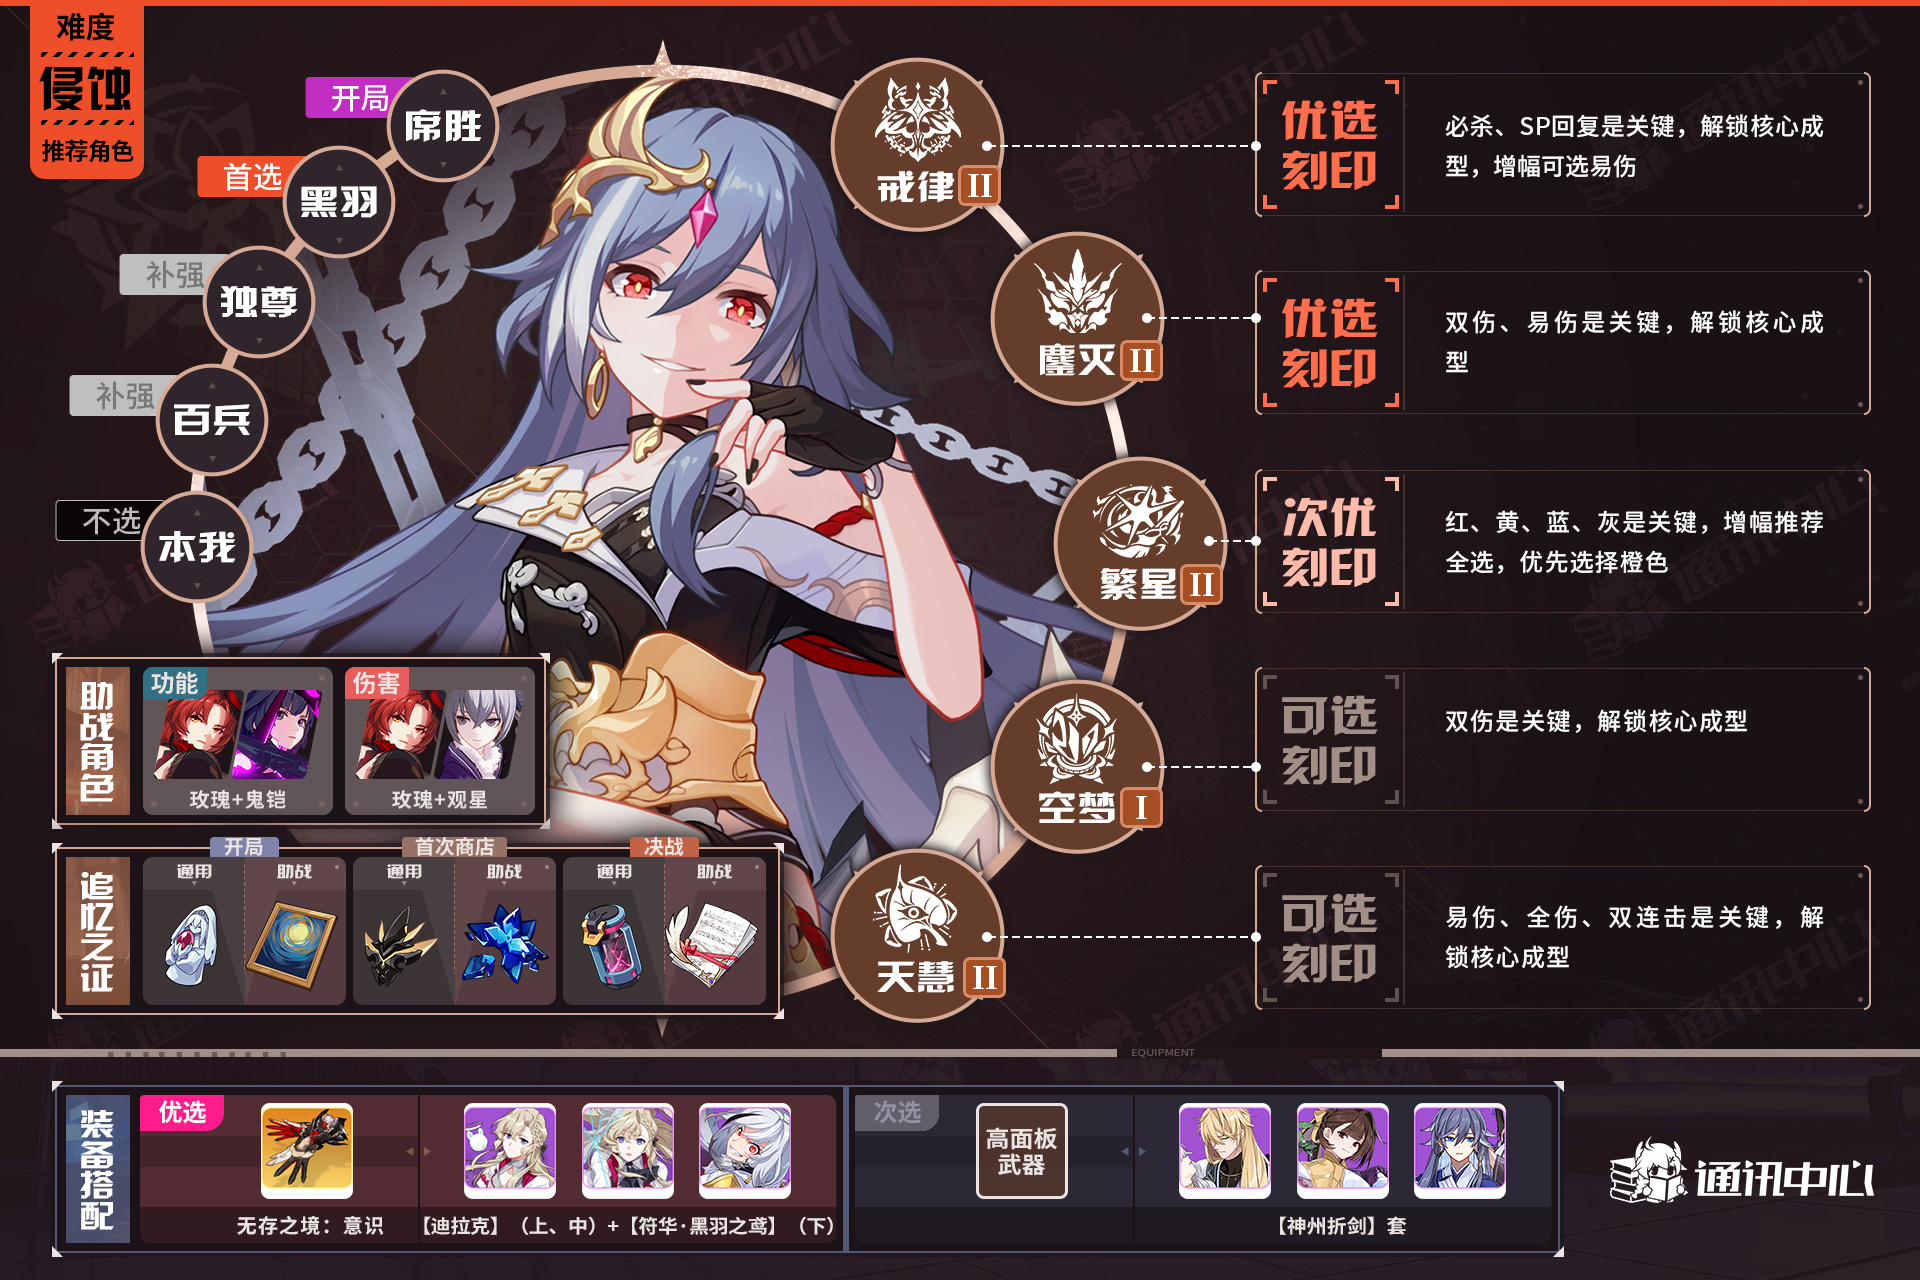 难度
侵蚀
推荐角色
开局
席胜
首选
黑羽
补强
独尊
补强
百兵
不选
本我
戒律 II
优选
刻印
必杀、SP回复是关键，解锁核心成
型，增幅可选易伤
鏖灭 II
优选
刻印
双伤、易伤是关键，解锁核心成
型
繁星 II
次优
刻印
红、黄、蓝、灰是关键，增幅推荐
全选，优先选择橙色
空梦 I
可选
刻印
双伤是关键，解锁核心成型
天慧 II
可选
刻印
易伤、全伤、双连击是关键，解
锁核心成型
助战角色
功能
玫瑰+鬼铠
伤害
玫瑰+观星
追忆之证
开局
通用
助战
首次商店
通用
助战
决战
通用
助战
EQUIPMENT
装备搭配
优选
无存之境：意识
【迪拉克】（上、中）+【符华·黑羽之鸢】（下）
次选
高面板
武器
【神州折剑】套
通讯中心